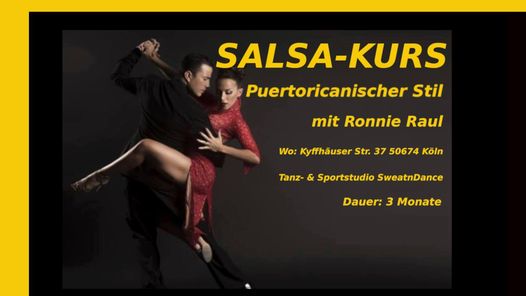 SALSA-KURS
Puertoricanischer Stil
mit Ronnie Raul
Wo: Kyffhäuser Str. 37 50674 Köln
Tanz- & Sportstudio SweatnDance
Dauer: 3 Monate